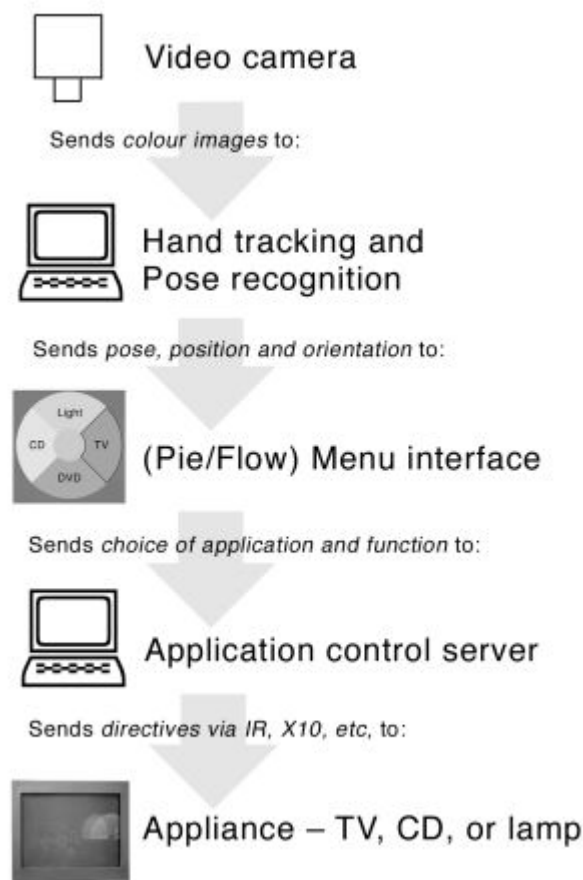 Video camera
Sends colour images to:
Hand tracking and
Pose recognition
Sends pose, position and orientation to:
Light
CD
TV
DVD
(Pie/Flow) Menu interface
Sends choice of application and function to:
Application control server
Sends directives via IR, X10, etc, to:
Appliance – TV, CD, or lamp